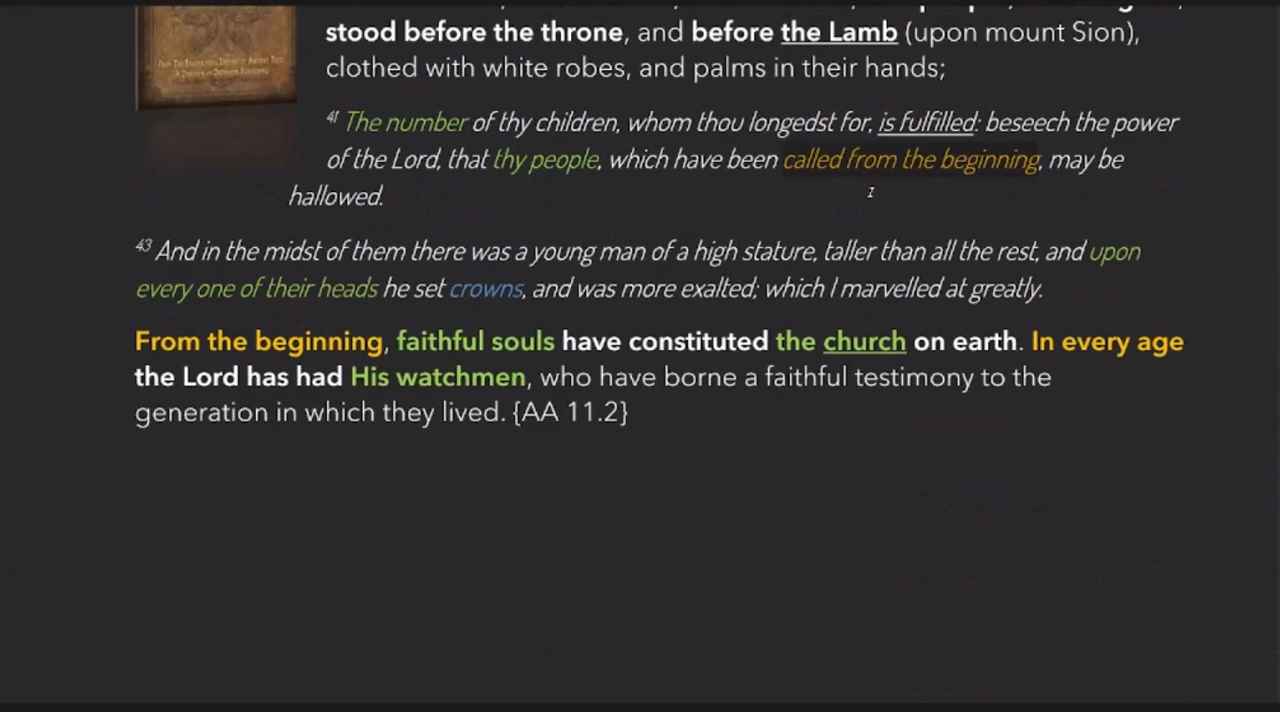 stood before the throne, and before the Lamb (upon mount Sion),
clothed with white robes, and palms in their hands;
41 The number of thy children, whom thou longedst for, is fulfilled: beseech the power
of the Lord, that thy people, which have been called from the beginning, may be
hallowed.
43 And in the midst of them there was a young man of a high stature, taller than all the rest, and upon
every one of their heads he set crowns, and was more exalted; which I marvelled at greatly.
From the beginning, faithful souls have constituted the church on earth. In every age
the Lord has had His watchmen, who have borne a faithful testimony to the
generation in which they lived. {AA 11.2}